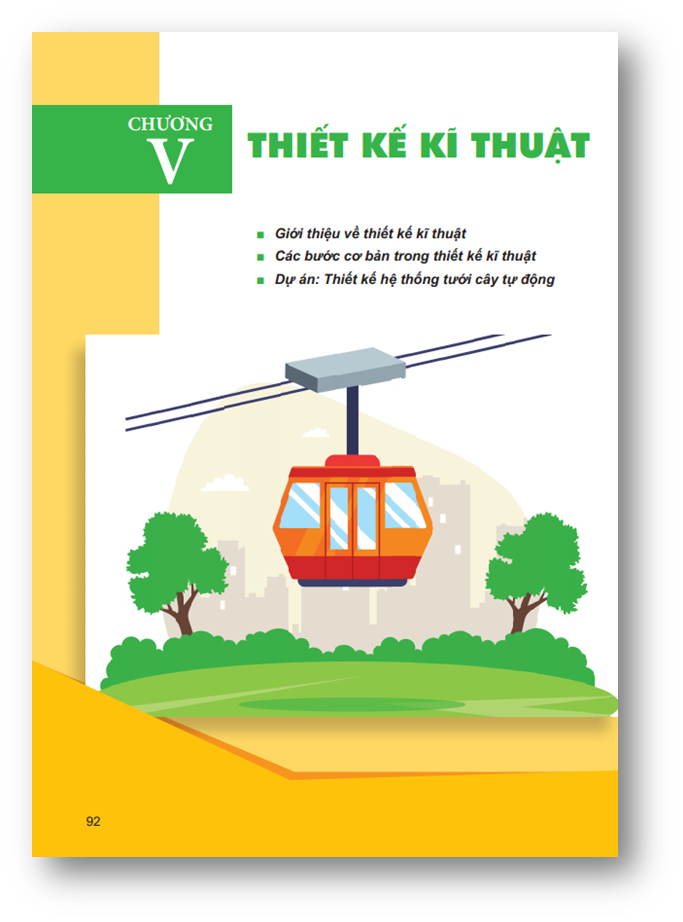 CHƯƠNG
V
THIẾT KẾ KĨ THUẬT
Giới thiệu về thiết kế kĩ thuật
Các bước cơ bản trong thiết kế kĩ thuật
Dự án: Thiết kế hệ thống tưới cây tự động
92